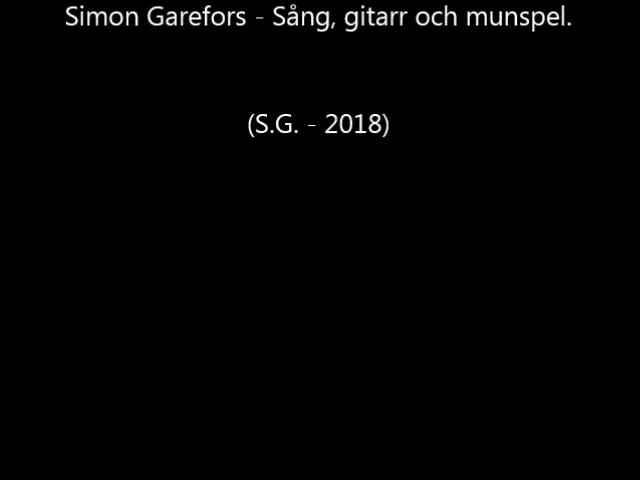 Simon Garefors - Sång, gitarr och munspel.
(S.G. - 2018)